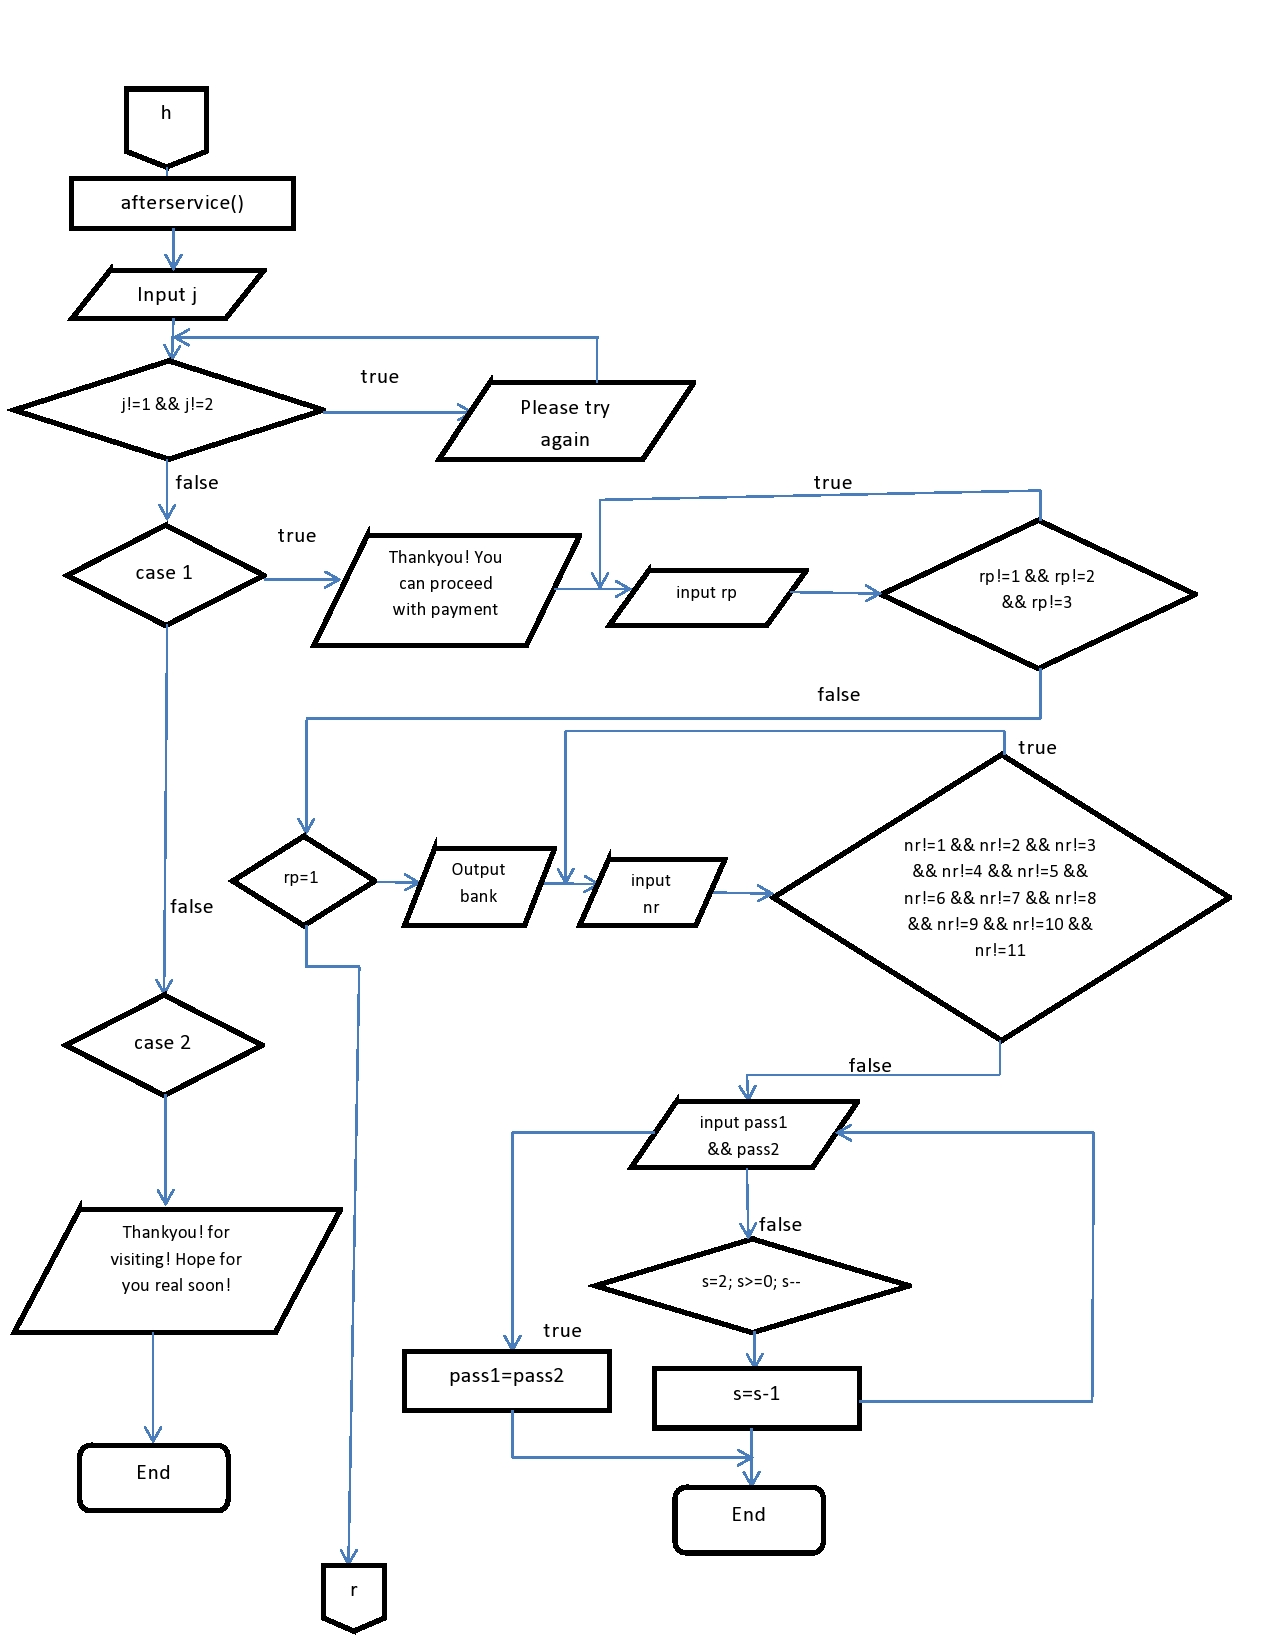 h
afterservice()
Input j
j!=1 && j!=2
true
Please try
again
false
case 1
true
Thankyou! You
can proceed
with payment
input rp
true
rp!=1 && rp!=2
&& rp!=3
false
rp=1
Output
bank
input
nr
true
nr!=1 && nr!=2 && nr!=3
&& nr!=4 && nr!=5 &&
nr!=6 && nr!=7 && nr!=8
&& nr!=9 && nr!=10 &&
nr!=11
false
case 2
false
input pass1
&& pass2
false
s=2; s>=0; s--
true
pass1=pass2
s=s-1
Thankyou! for
visiting! Hope for
you real soon!
End
End
r